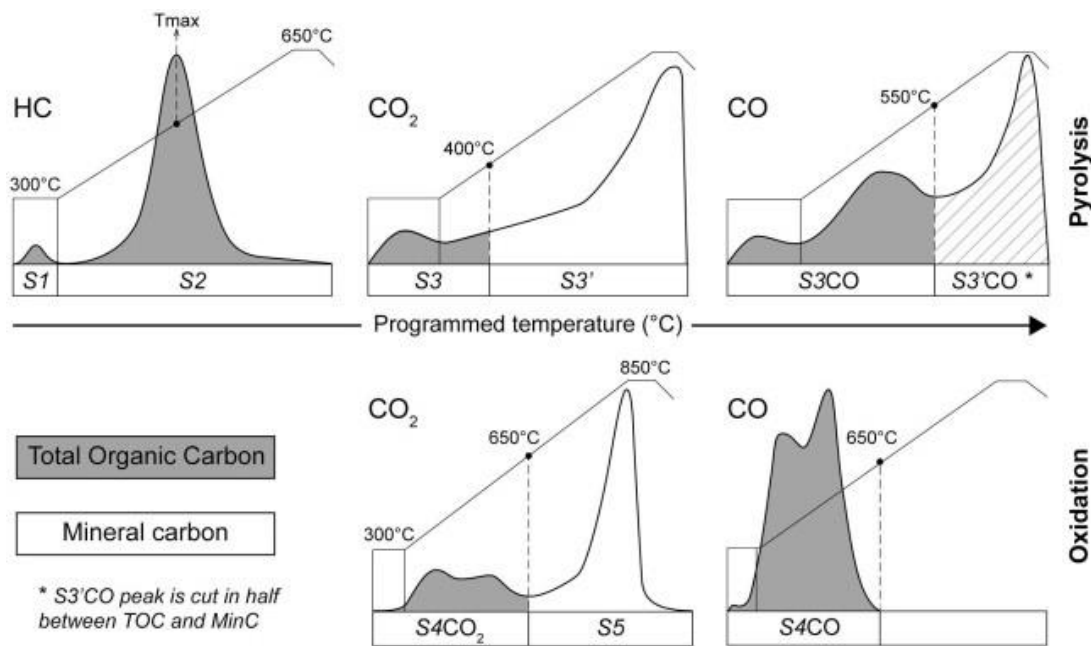 Tmax
650°C
HC
300°C
S1
S2
CO₂
400°C
S3
S3'
CO
550°C
S3CO
S3'CO *
Pyrolysis
Programmed temperature (°C)
Total Organic Carbon
Mineral carbon
* S3'CO peak is cut in half
between TOC and MinC
CO₂
850°C
650°C
300°C
S4CO₂
S5
CO
650°C
S4CO
Oxidation